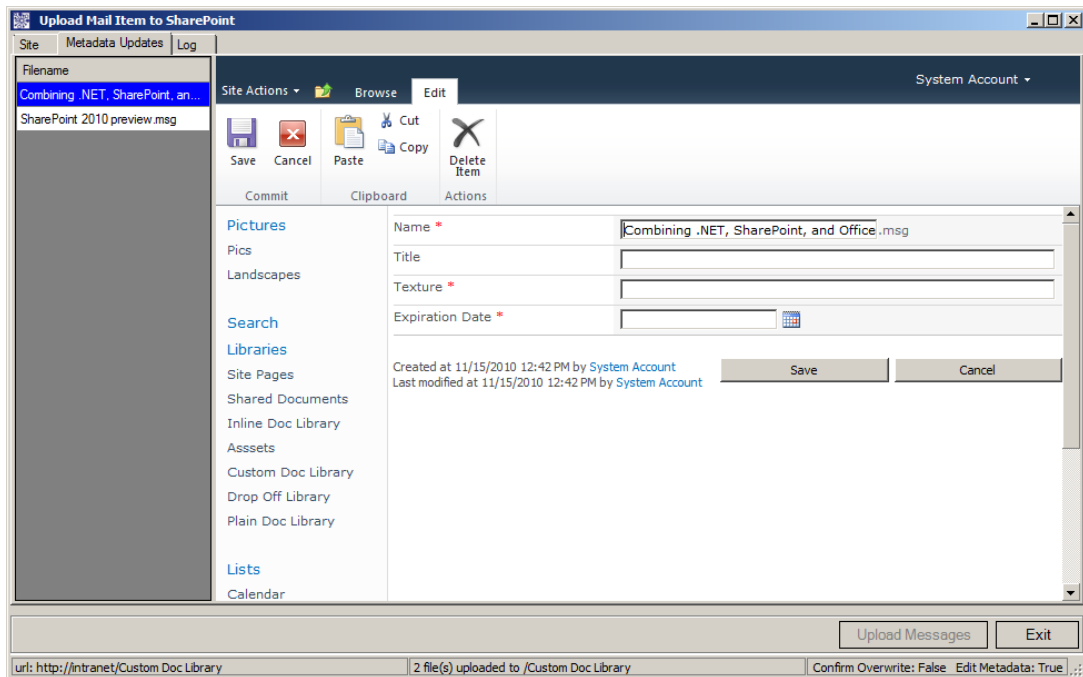 Upload Mail Item to SharePoint
Site Metadata Updates Log
Filename
Combining .NET, SharePoint, an...
SharePoint 2010 preview.msg
Site Actions Browse Edit System Account
Save Cancel Paste Cut Copy Delete Item
Commit Clipboard Actions
Pictures
Pics
Landscapes
Search
Libraries
Site Pages
Shared Documents
Inline Doc Library
Asssets
Custom Doc Library
Drop Off Library
Plain Doc Library
Lists
Calendar
Name * Combining .NET, SharePoint, and Office .msg
Title
Texture *
Expiration Date *
Created at 11/15/2010 12:42 PM by System Account
Last modified at 11/15/2010 12:42 PM by System Account
Save Cancel
Upload Messages Exit
url: http://intranet/Custom Doc Library 2 file(s) uploaded to /Custom Doc Library Confirm Overwrite: False Edit Metadata: True